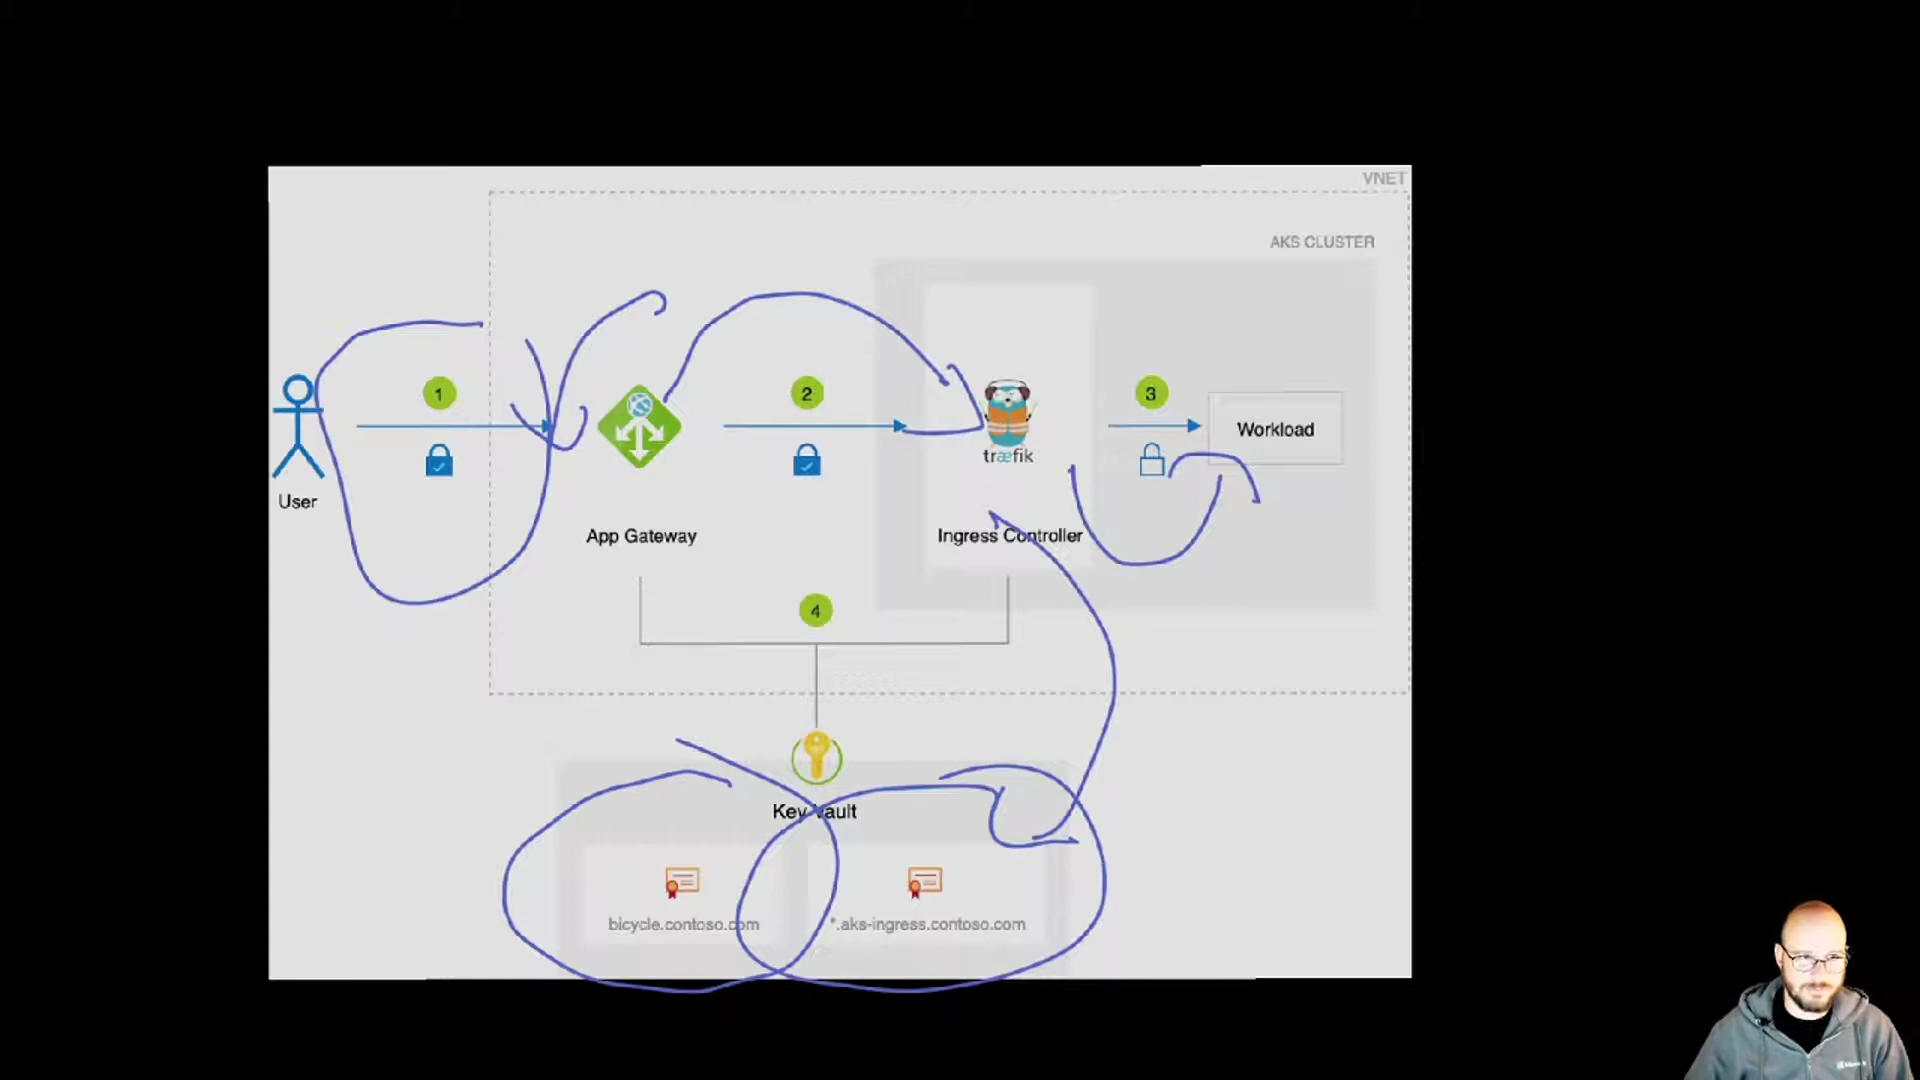 VNET
AKS CLUSTER
1
2
3
træfik
Workload
User
App Gateway
Ingress Controller
4
Key Vault
bicycle.contoso.com
*.aks-ingress.contoso.com